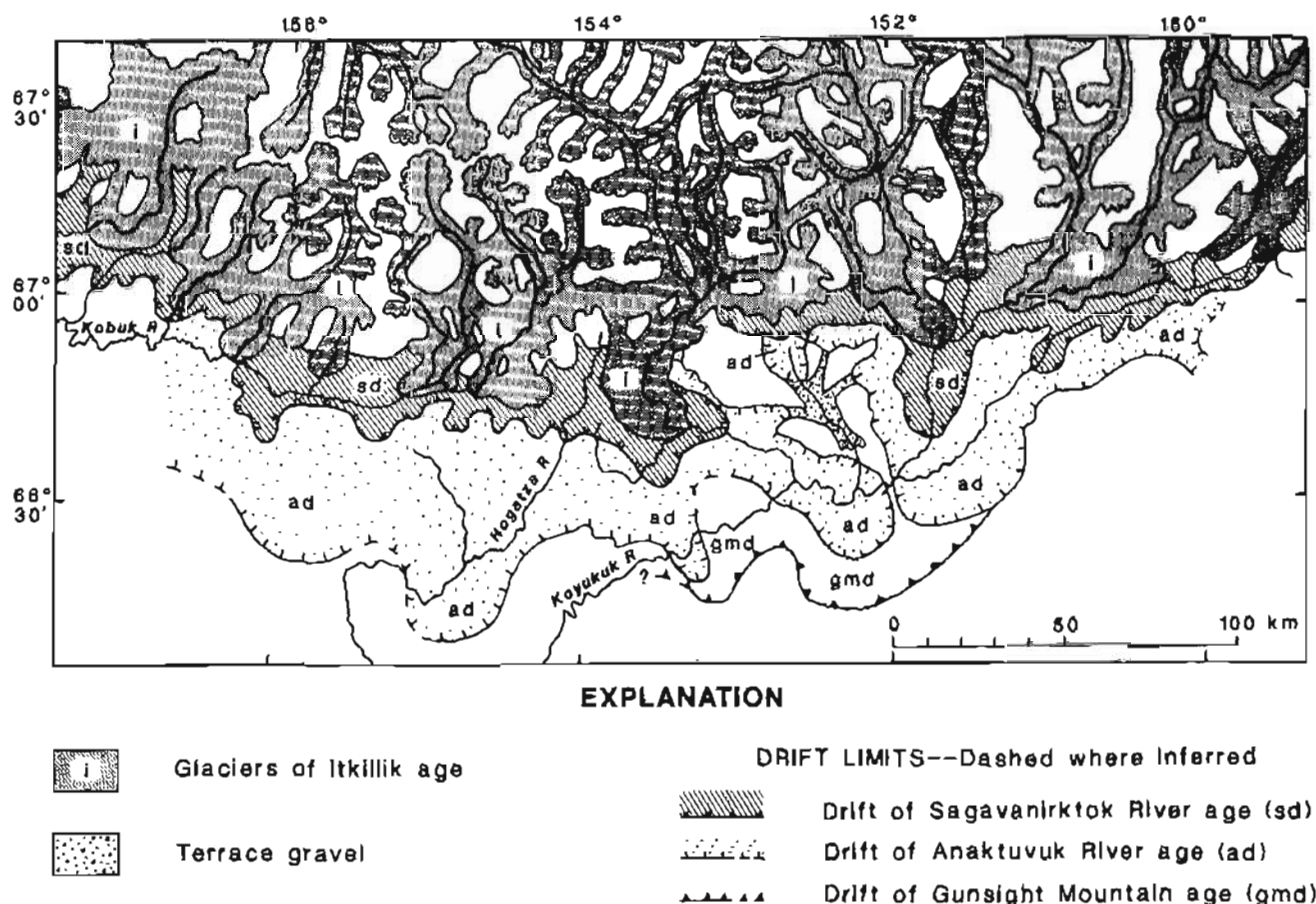 158° 154° 152° 150°
67°
30'
i
sd
67°
00'
i
i
i
Kobuk R
ad
i
sd
sd
66°
30'
ad
Hogatza R
ad
ad
ad
gmd
Koyukuk R
?
gmd
ad
0 50 100 km
EXPLANATION
i Glaciers of Itkillik age
Terrace gravel
DRIFT LIMITS--Dashed where Inferred
Drift of Sagavanirktok River age (sd)
Drift of Anaktuvuk River age (ad)
Drift of Gunsight Mountain age (gmd)